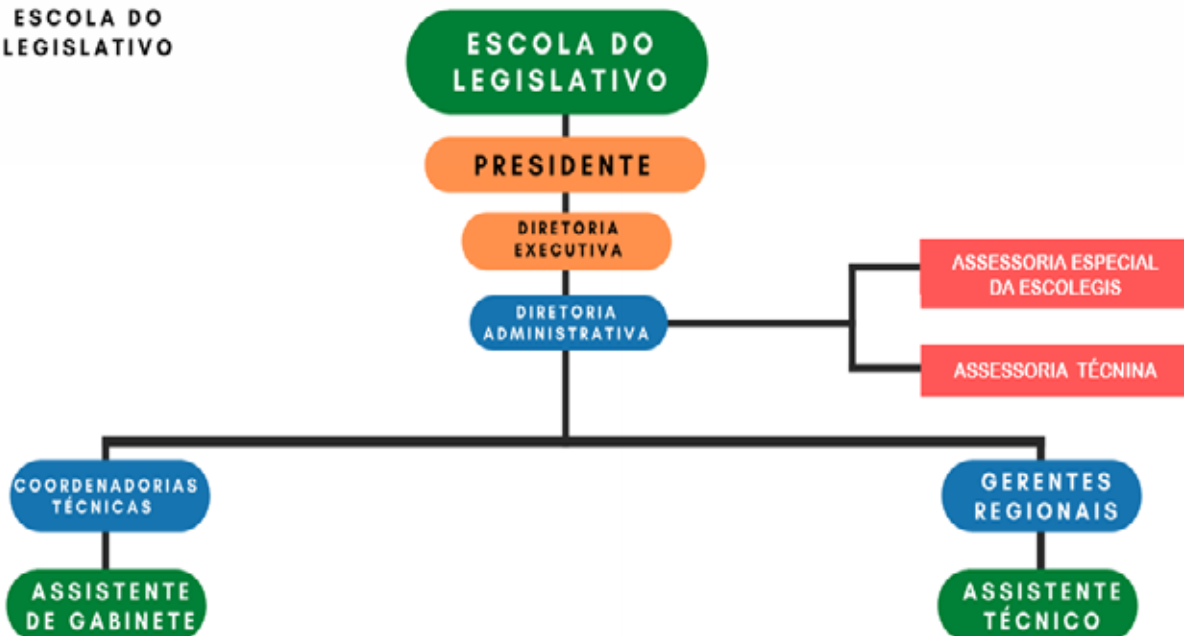 ESCOLA DO
LEGISLATIVO
ESCOLA DO
LEGISLATIVO
PRESIDENTE
DIRETORIA
EXECUTIVA
DIRETORIA
ADMINISTRATIVA
ASSESSORIA ESPECIAL
DA ESCOLEGIS
ASSESSORIA TÉCNINA
COORDENADORIAS
TÉCNICAS
GERENTES
REGIONAIS
ASSISTENTE
DE GABINETE
ASSISTENTE
TÉCNICO